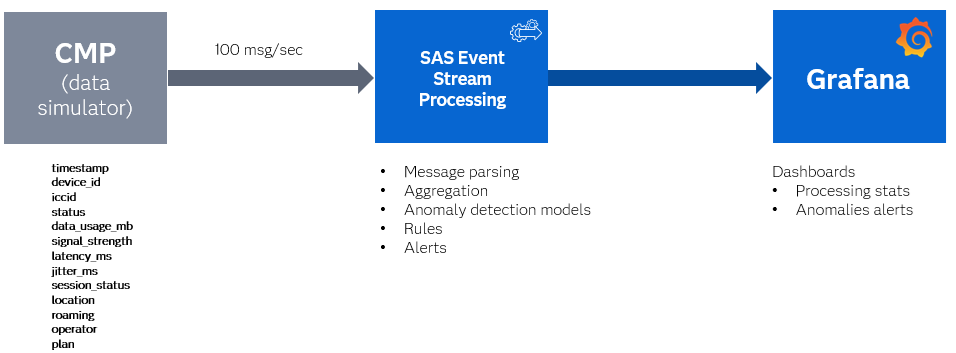 CMP
(data
simulator)
100 msg/sec
SAS Event
Stream
Processing
Grafana
timestamp
device_id
iccid
status
data_usage_mb
signal_strength
latency_ms
jitter_ms
session_status
location
roaming
operator
plan
• Message parsing
• Aggregation
• Anomaly detection models
• Rules
• Alerts
Dashboards
• Processing stats
• Anomalies alerts